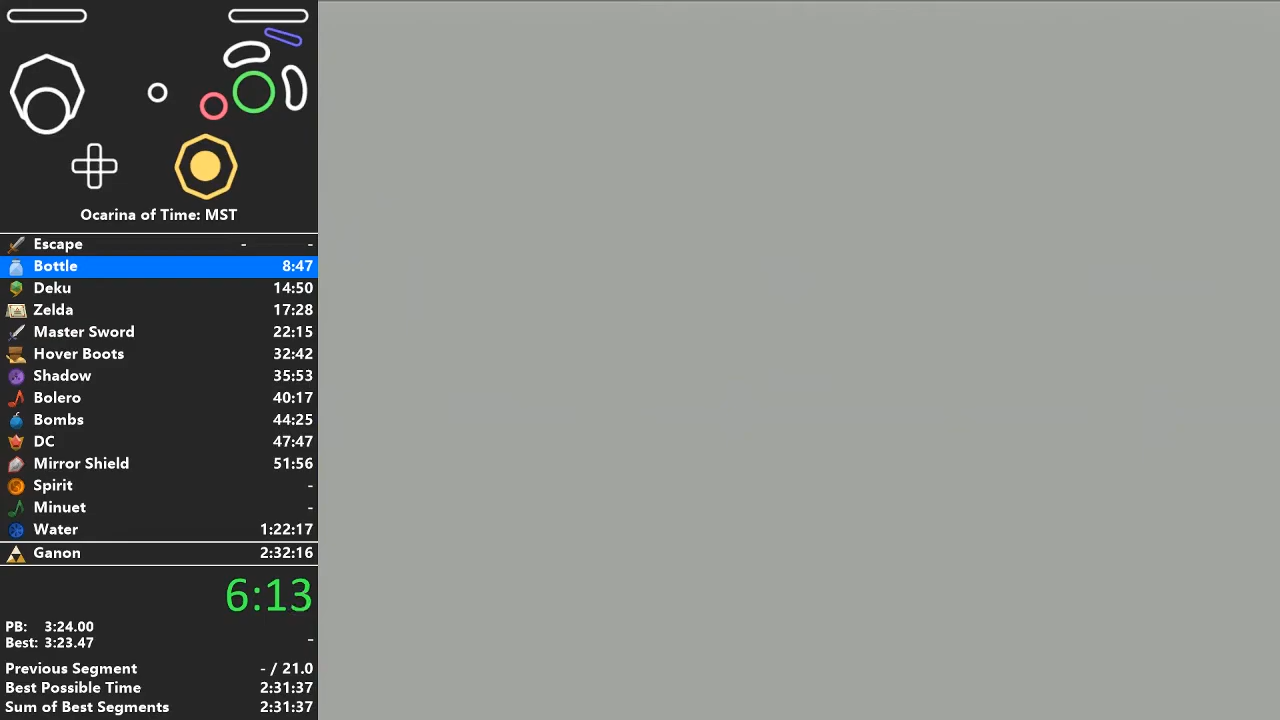 Ocarina of Time: MST
Escape - -
Bottle 8:47
Deku 14:50
Zelda 17:28
Master Sword 22:15
Hover Boots 32:42
Shadow 35:53
Bolero 40:17
Bombs 44:25
DC 47:47
Mirror Shield 51:56
Spirit -
Minuet -
Water 1:22:17
Ganon 2:32:16
6:13
PB: 3:24.00
Best: 3:23.47 -
Previous Segment - / 21.0
Best Possible Time 2:31:37
Sum of Best Segments 2:31:37